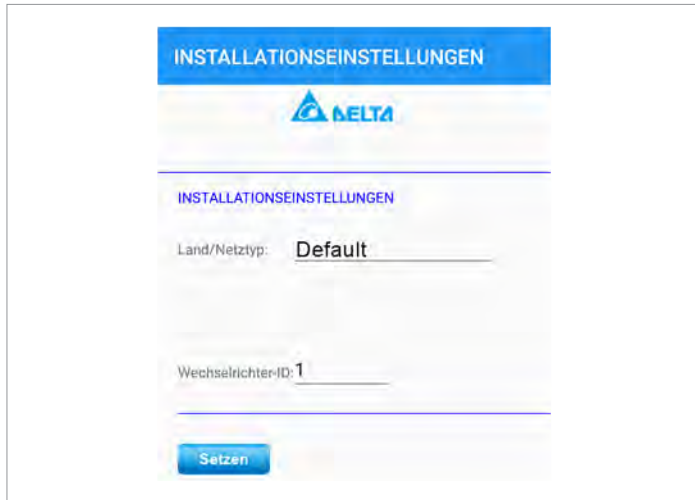 INSTALLATIONSEINSTELLUNGEN
DELTA
INSTALLATIONSEINSTELLUNGEN
Land/Netztyp: Default
Wechselrichter-ID: 1
Setzen